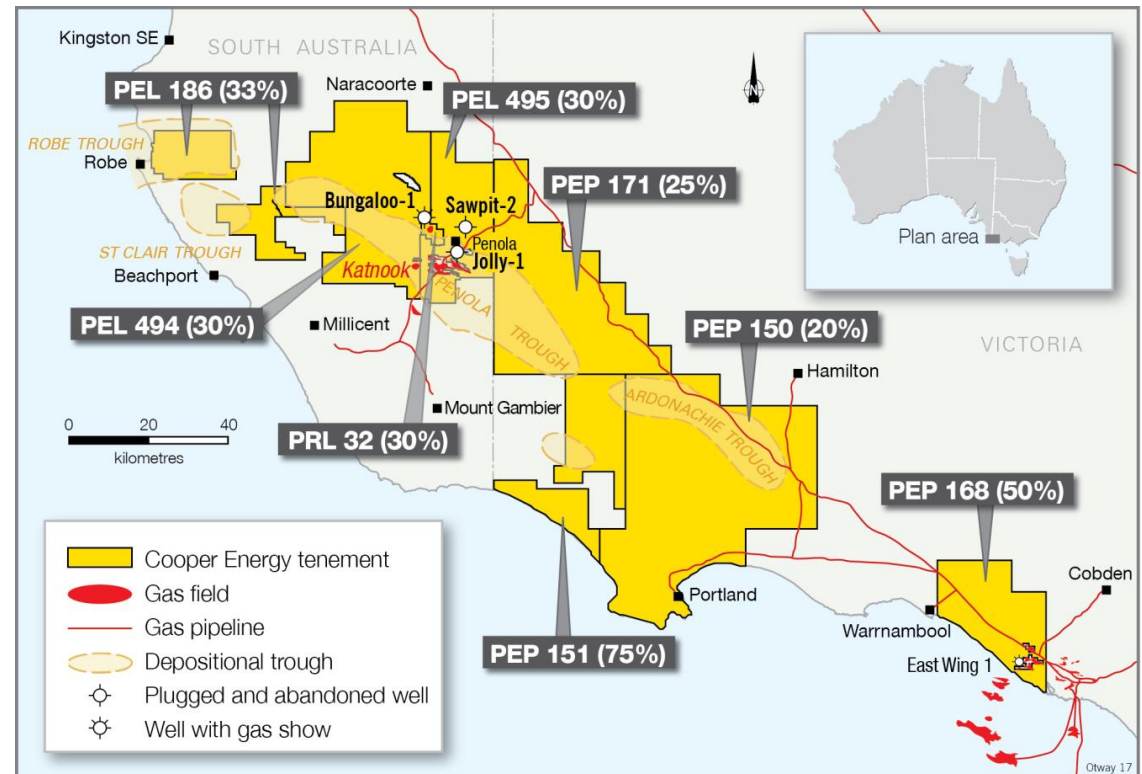 Kingston SE
SOUTH AUSTRALIA
PEL 186 (33%)
Naracoorte
PEL 495 (30%)
N
ROBE TROUGH
Robe
PEP 171 (25%)
Bungaloo-1
Sawpit-2
Plan area
ST CLAIR TROUGH
Penola
Jolly-1
Beachport
Katnook
PENOLA
TROUGH
PEL 494 (30%)
Millicent
PEP 150 (20%)
VICTORIA
Hamilton
ARDONACHIE TROUGH
Mount Gambier
0 20 40
kilometres
PRL 32 (30%)
PEP 168 (50%)
Cooper Energy tenement
Gas field
Gas pipeline
Depositional trough
Plugged and abandoned well
Well with gas show
Cobden
Portland
Warrnambool
PEP 151 (75%)
East Wing 1
Otway 17